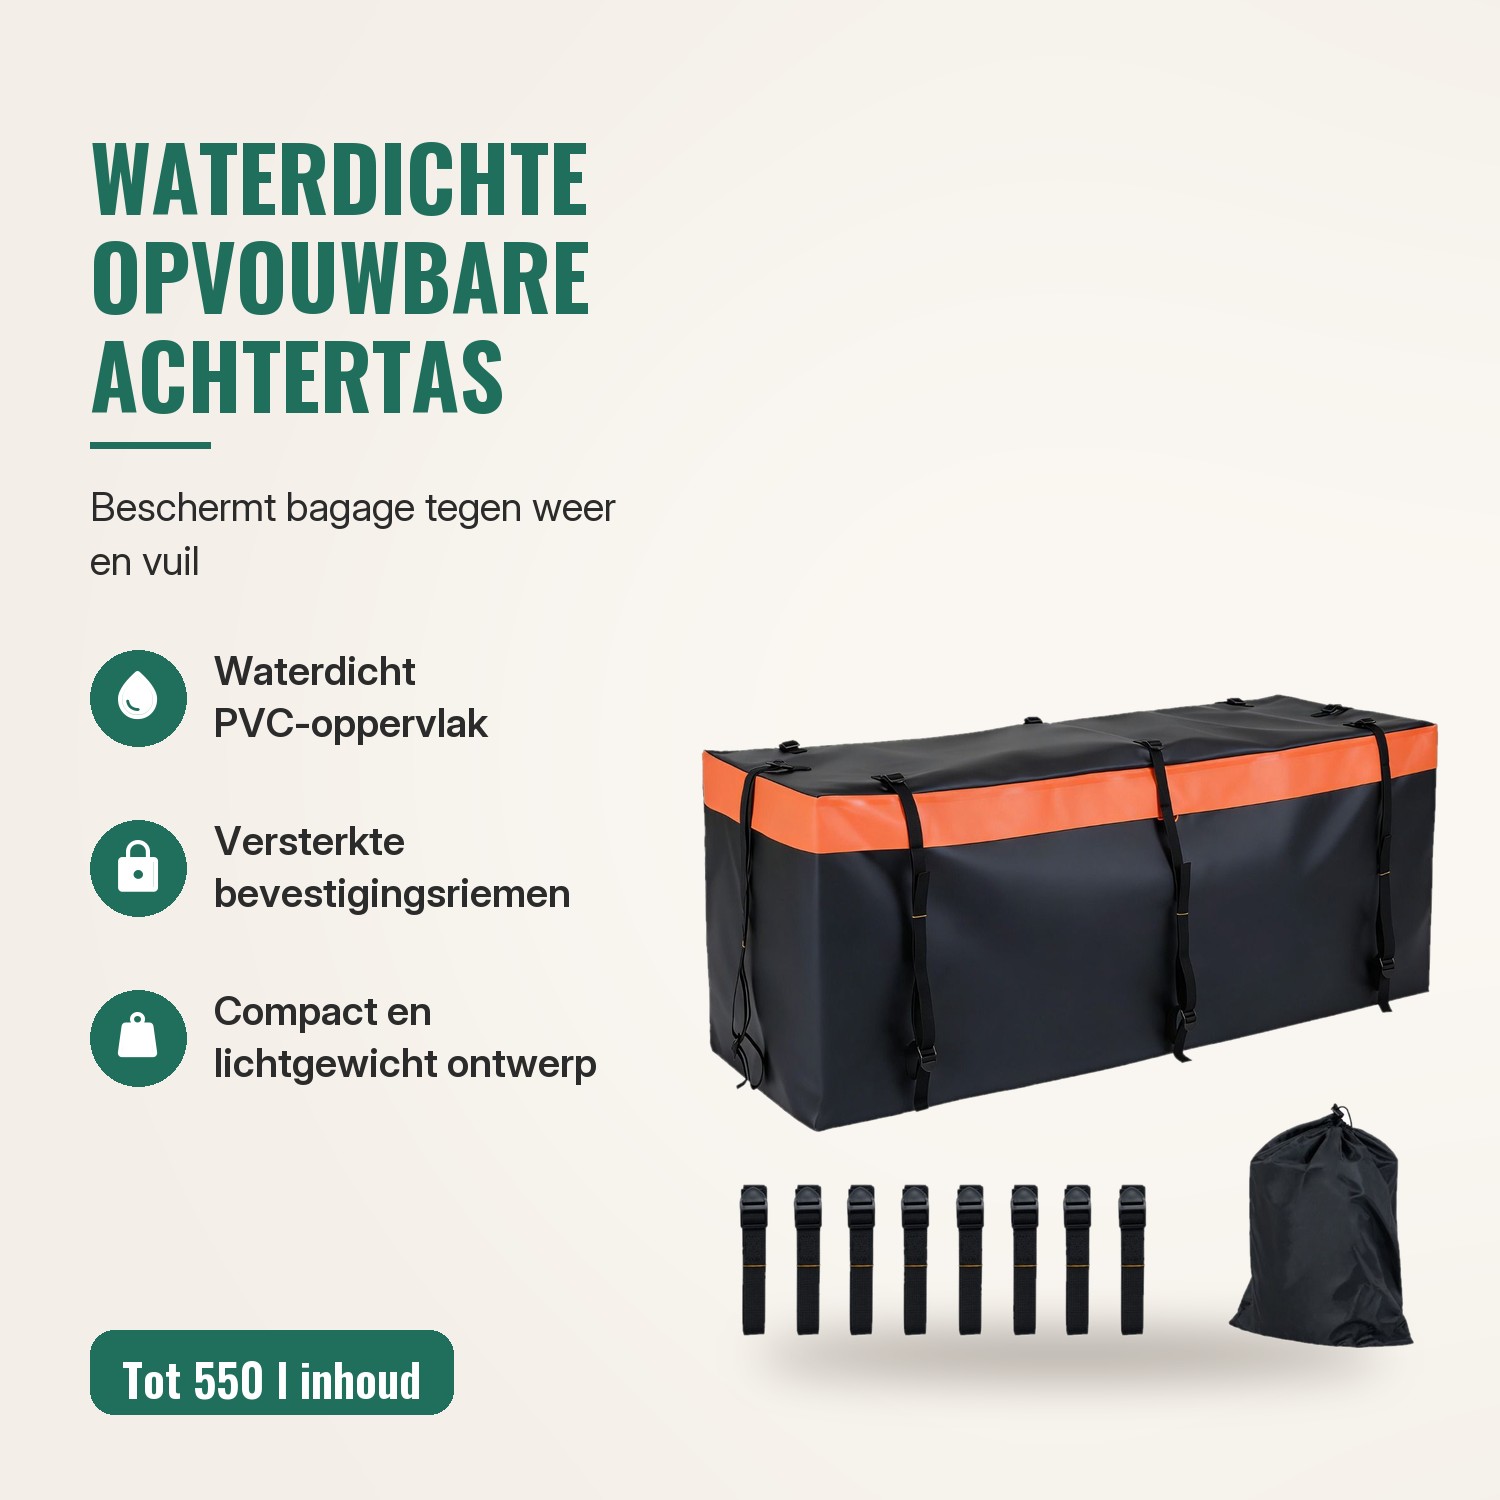 WATERDICHTE
OPVOUWBARE
ACHTERTAS
Beschermt bagage tegen weer
en vuil
Waterdicht
PVC-oppervlak
Versterkte
bevestigingsriemen
Compact en
lichtgewicht ontwerp
Tot 550 l inhoud